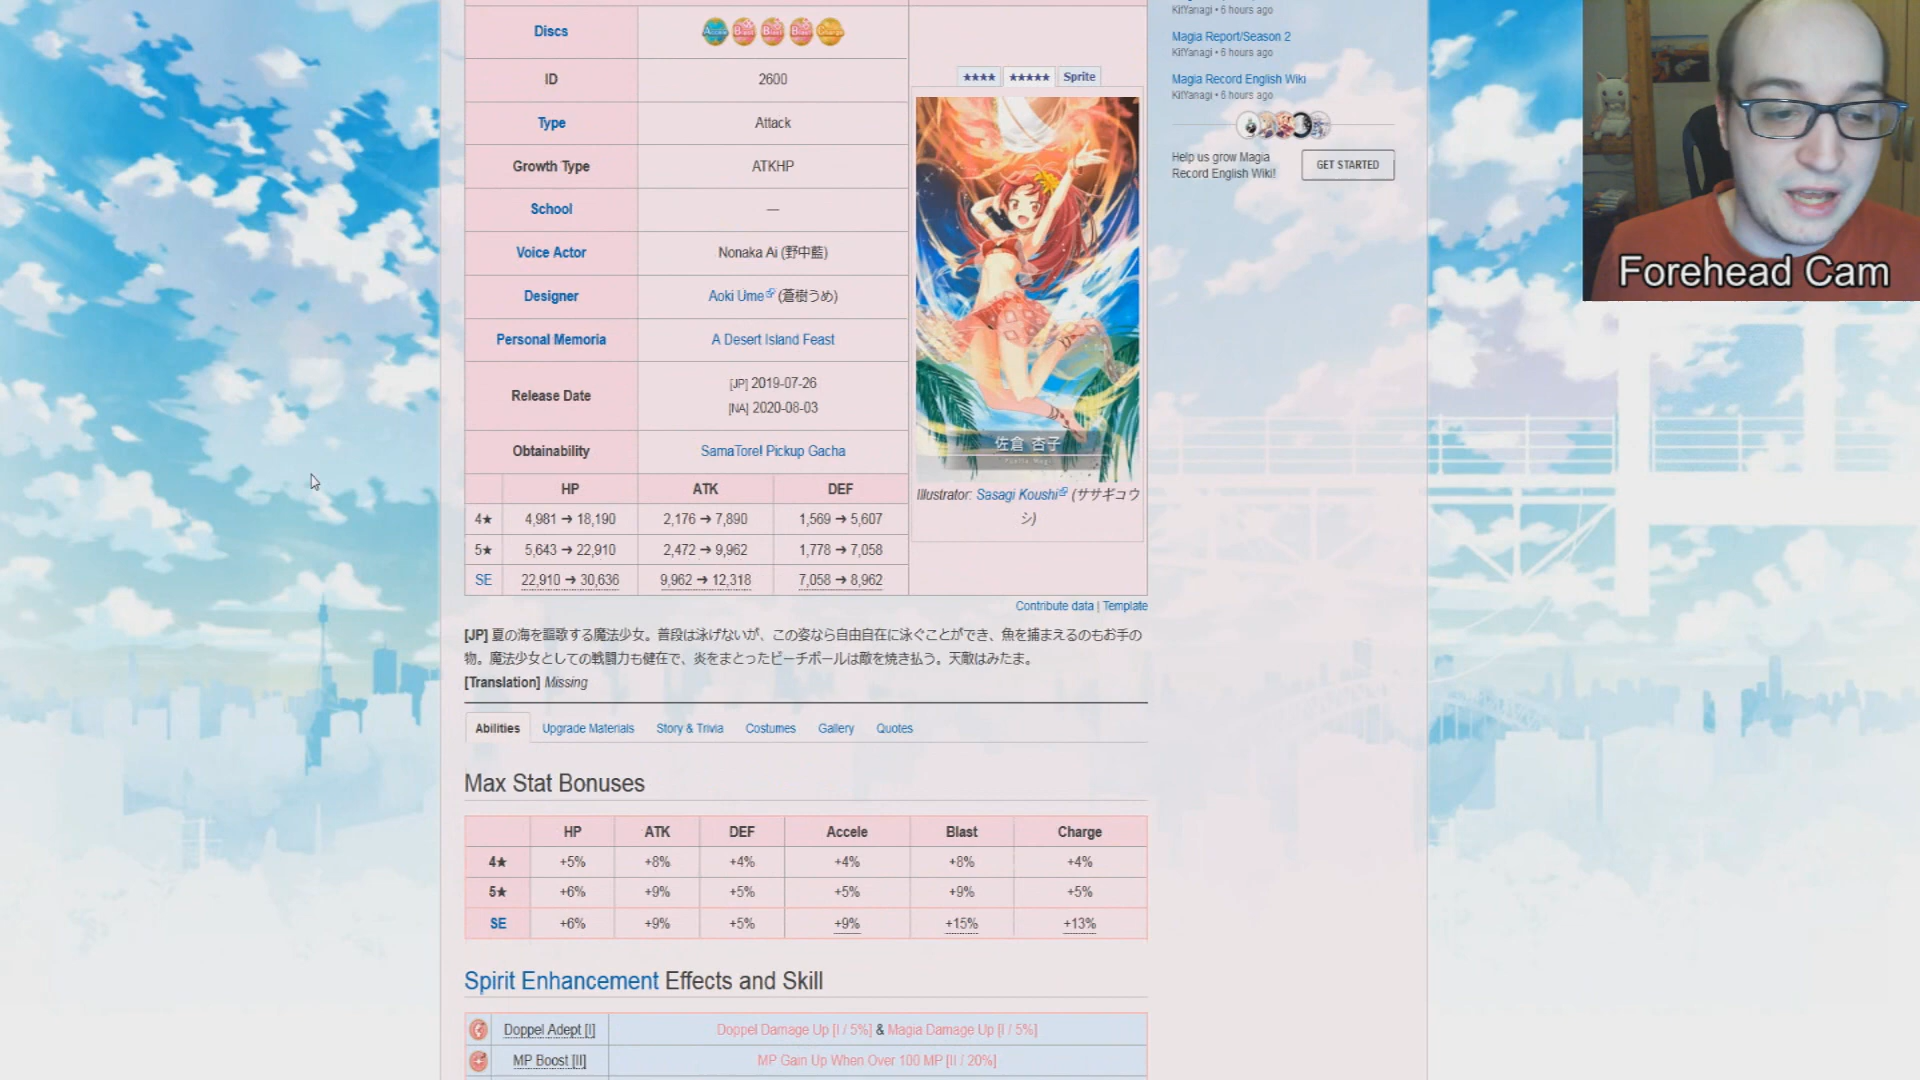 Discs
Accele Blast Blast Blast Charge
ID 2600
Type Attack
Growth Type ATKHP
School —
Voice Actor Nonaka Ai (野中藍)
Designer Aoki Ume (蒼樹うめ)
Personal Memoria A Desert Island Feast
Release Date [JP] 2019-07-26
[NA] 2020-08-03
Obtainability SamaTore! Pickup Gacha
HP ATK DEF
4★ 4,981 ➔ 18,190 2,176 ➔ 7,890 1,569 ➔ 5,607
5★ 5,643 ➔ 22,910 2,472 ➔ 9,962 1,778 ➔ 7,058
SE 22,910 ➔ 30,636 9,962 ➔ 12,318 7,058 ➔ 8,962
★★★★ ★★★★★ Sprite
佐倉 杏子
Illustrator: Sasagi Koushi (ササギコウ
シ)
Contribute data | Template
[JP] 夏の海を謳歌する魔法少女。普段は泳げないが、この姿なら自由自在に泳ぐことができ、魚を捕まえるのもお手の
物。魔法少女としての戦闘力も健在で、炎をまとったビーチボールは敵を焼き払う。天敵はみたま。
[Translation] Missing
Abilities Upgrade Materials Story & Trivia Costumes Gallery Quotes
Max Stat Bonuses
HP ATK DEF Accele Blast Charge
4★ +5% +8% +4% +4% +8% +4%
5★ +6% +9% +5% +5% +9% +5%
SE +6% +9% +5% +9% +15% +13%
Spirit Enhancement Effects and Skill
Doppel Adept [I] Doppel Damage Up [I / 5%] & Magia Damage Up [I / 5%]
MP Boost [II] MP Gain Up When Over 100 MP [II / 20%]
KitYanagi • 6 hours ago
Magia Report/Season 2
KitYanagi • 6 hours ago
Magia Record English Wiki
KitYanagi • 6 hours ago
Help us grow Magia
Record English Wiki!
GET STARTED
Forehead Cam